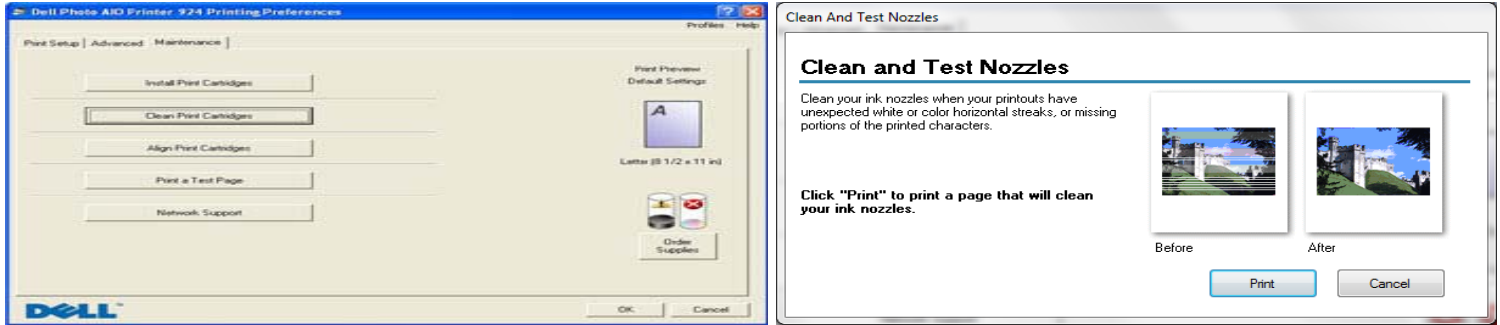 Dell Photo AIO Printer 924 Printing Preferences
Profiles Help
Print Setup Advanced Maintenance
Install Print Cartridges
Clean Print Cartridges
Align Print Cartridges
Print a Test Page
Network Support
Print Preview
Default Settings
A
Letter (8 1/2 x 11 in)
Order
Supplies
DELL
OK Cancel
Clean And Test Nozzles
Clean and Test Nozzles
Clean your ink nozzles when your printouts have
unexpected white or color horizontal streaks, or missing
portions of the printed characters.
Click "Print" to print a page that will clean
your ink nozzles.
Before After
Print Cancel